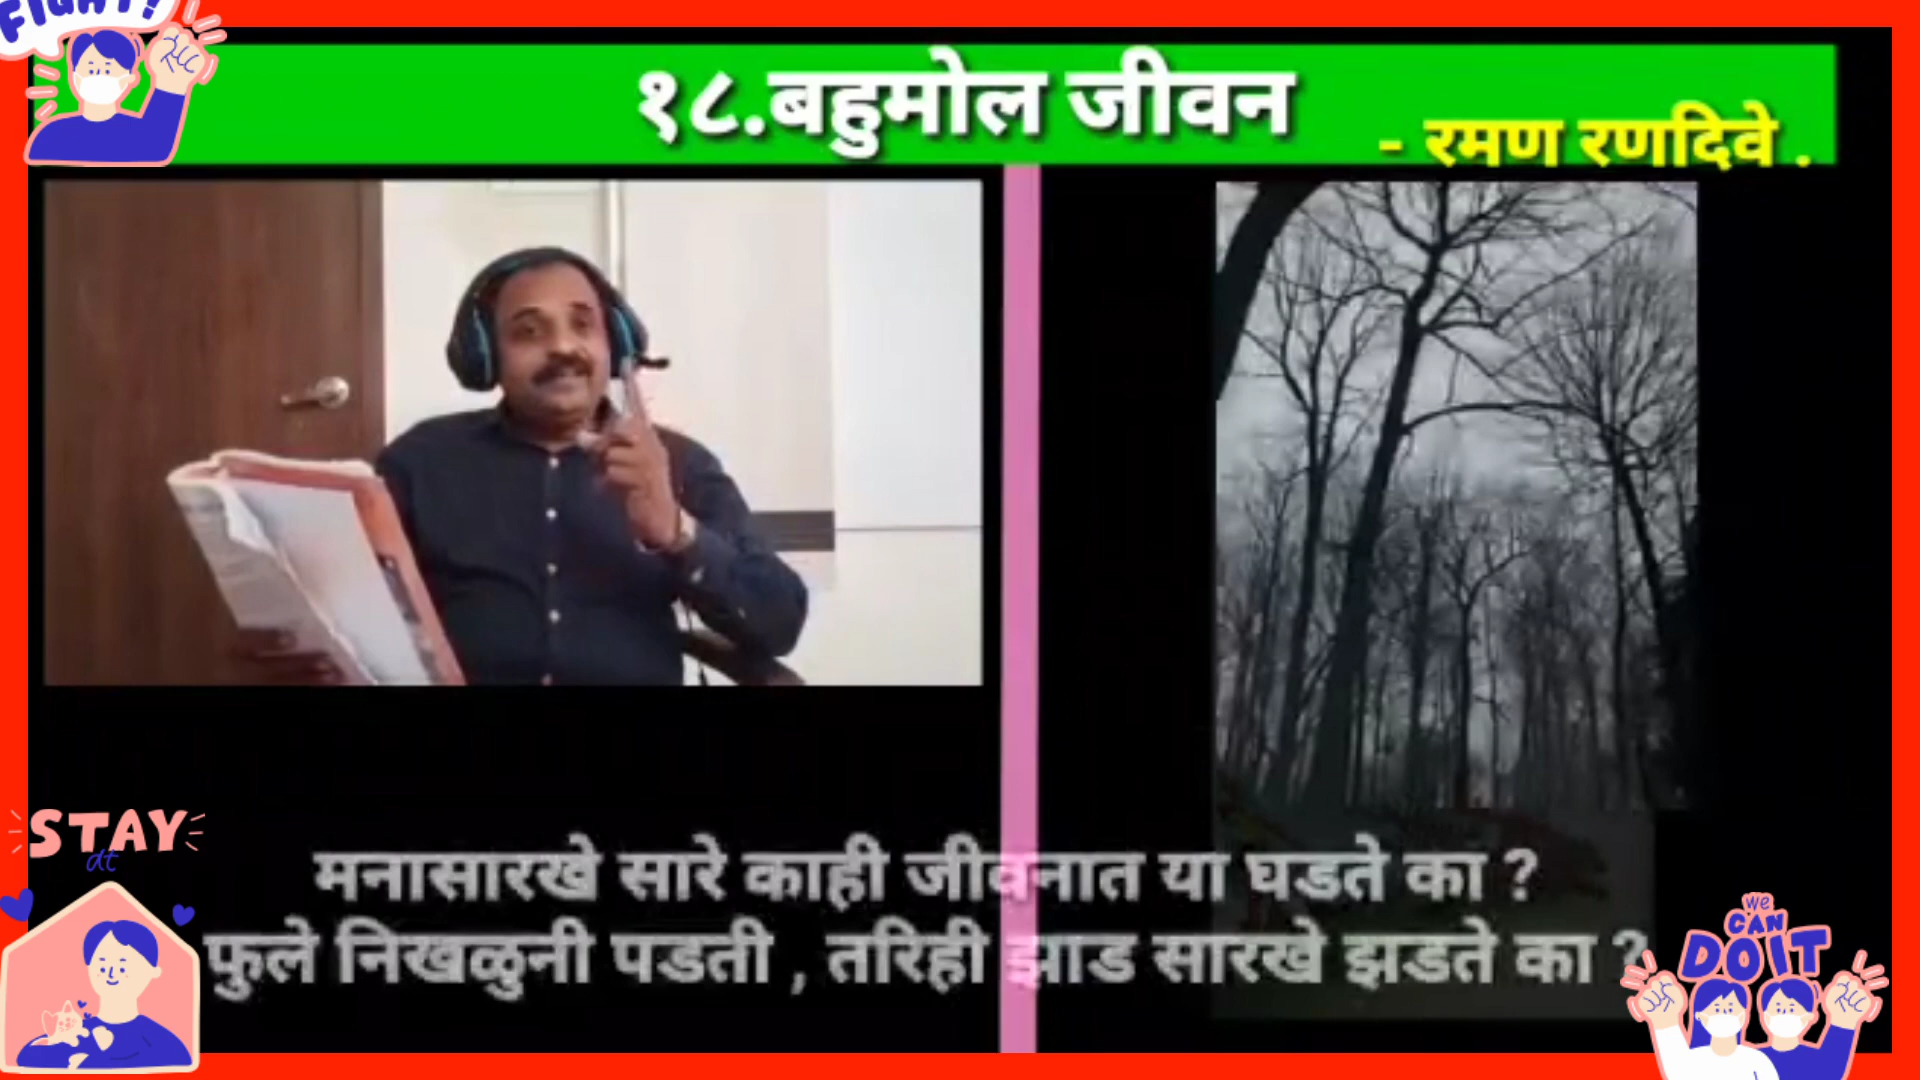 FIGHT!
१८.बहुमोल जीवन
- रमण रणदिवे .
STAY
at
मनासारखे सारे काही जीवनात या घडते का ?
फुले निखळुनी पडती , तरिही झाड सारखे झडते का ?
we
CAN
DO IT